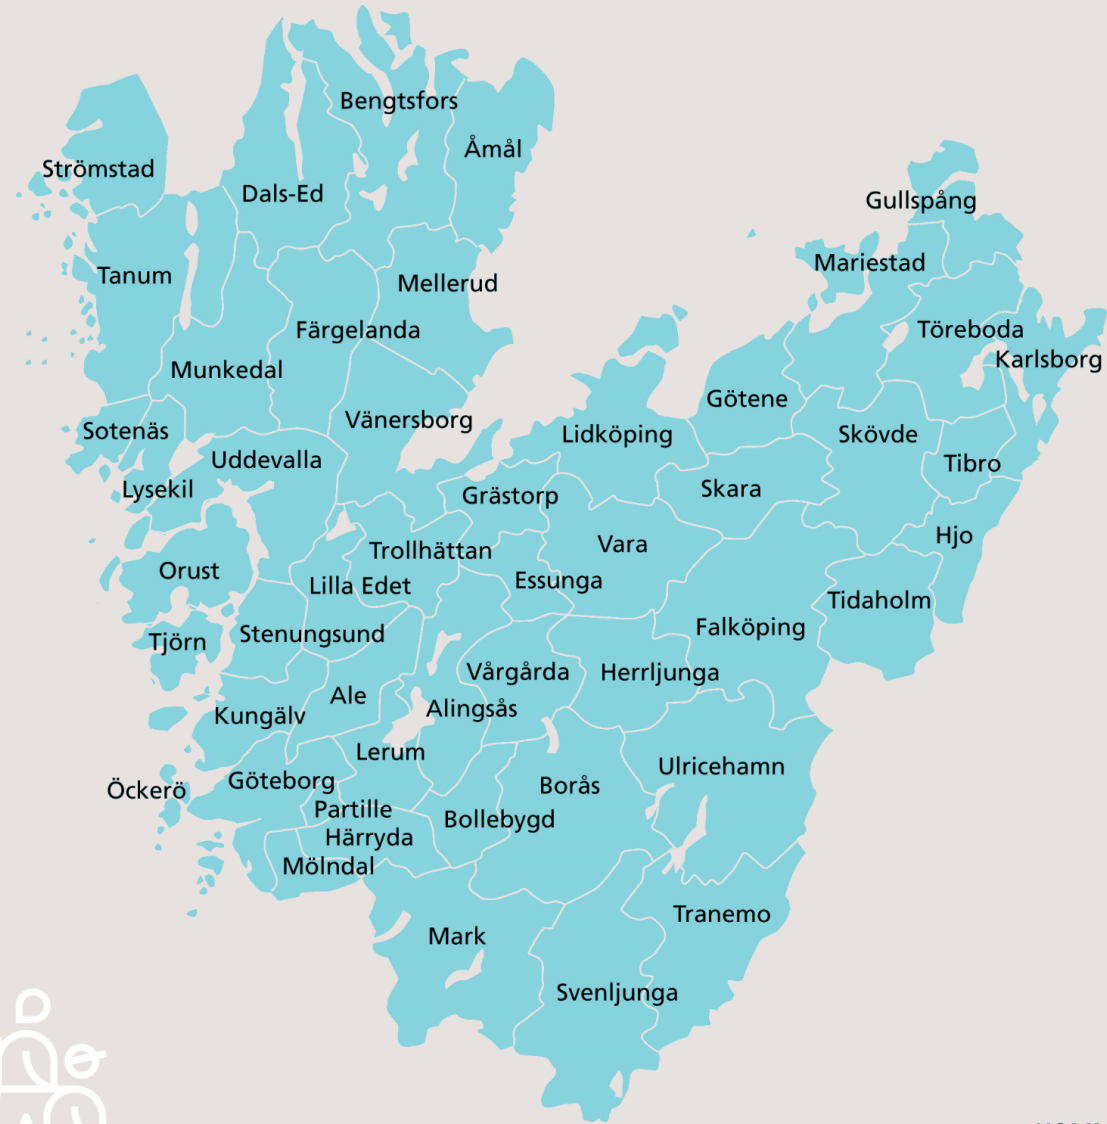 Bengtsfors
Åmål
Strömstad
Dals-Ed
Gullspång
Mariestad
Tanum
Mellerud
Färgelanda
Töreboda
Karlsborg
Munkedal
Götene
Vänersborg
Sotenäs
Lidköping
Skövde
Uddevalla
Tibro
Lysekil
Grästorp
Skara
Hjo
Vara
Trollhättan
Orust
Essunga
Lilla Edet
Tidaholm
Falköping
Stenungsund
Tjörn
Vårgårda
Herrljunga
Ale
Alingsås
Kungälv
Lerum
Ulricehamn
Göteborg
Borås
Öckerö
Partille
Bollebygd
Härryda
Mölndal
Tranemo
Mark
Svenljunga